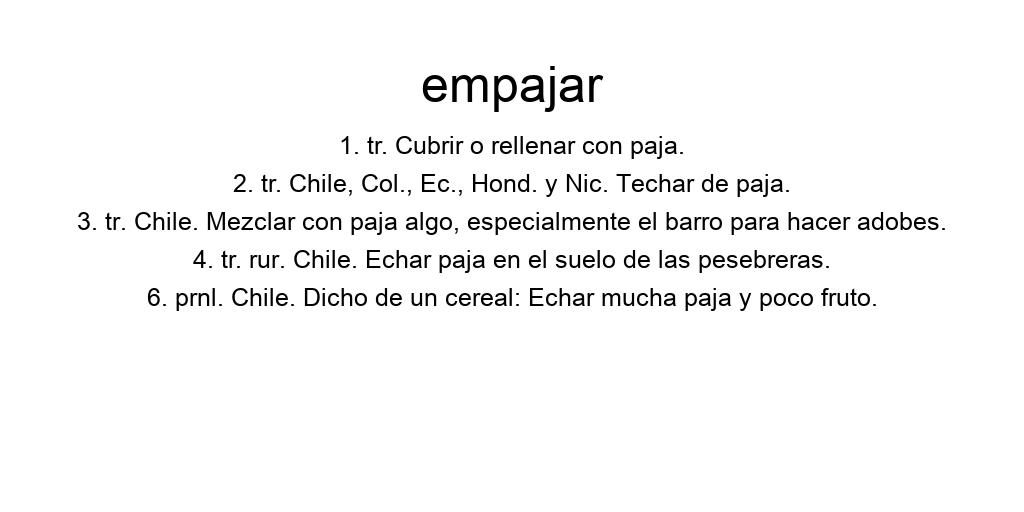 empajar
1. tr. Cubrir o rellenar con paja.
2. tr. Chile, Col., Ec., Hond. y Nic. Techar de paja.
3. tr. Chile. Mezclar con paja algo, especialmente el barro para hacer adobes.
4. tr. rur. Chile. Echar paja en el suelo de las pesebreras.
6. prnl. Chile. Dicho de un cereal: Echar mucha paja y poco fruto.